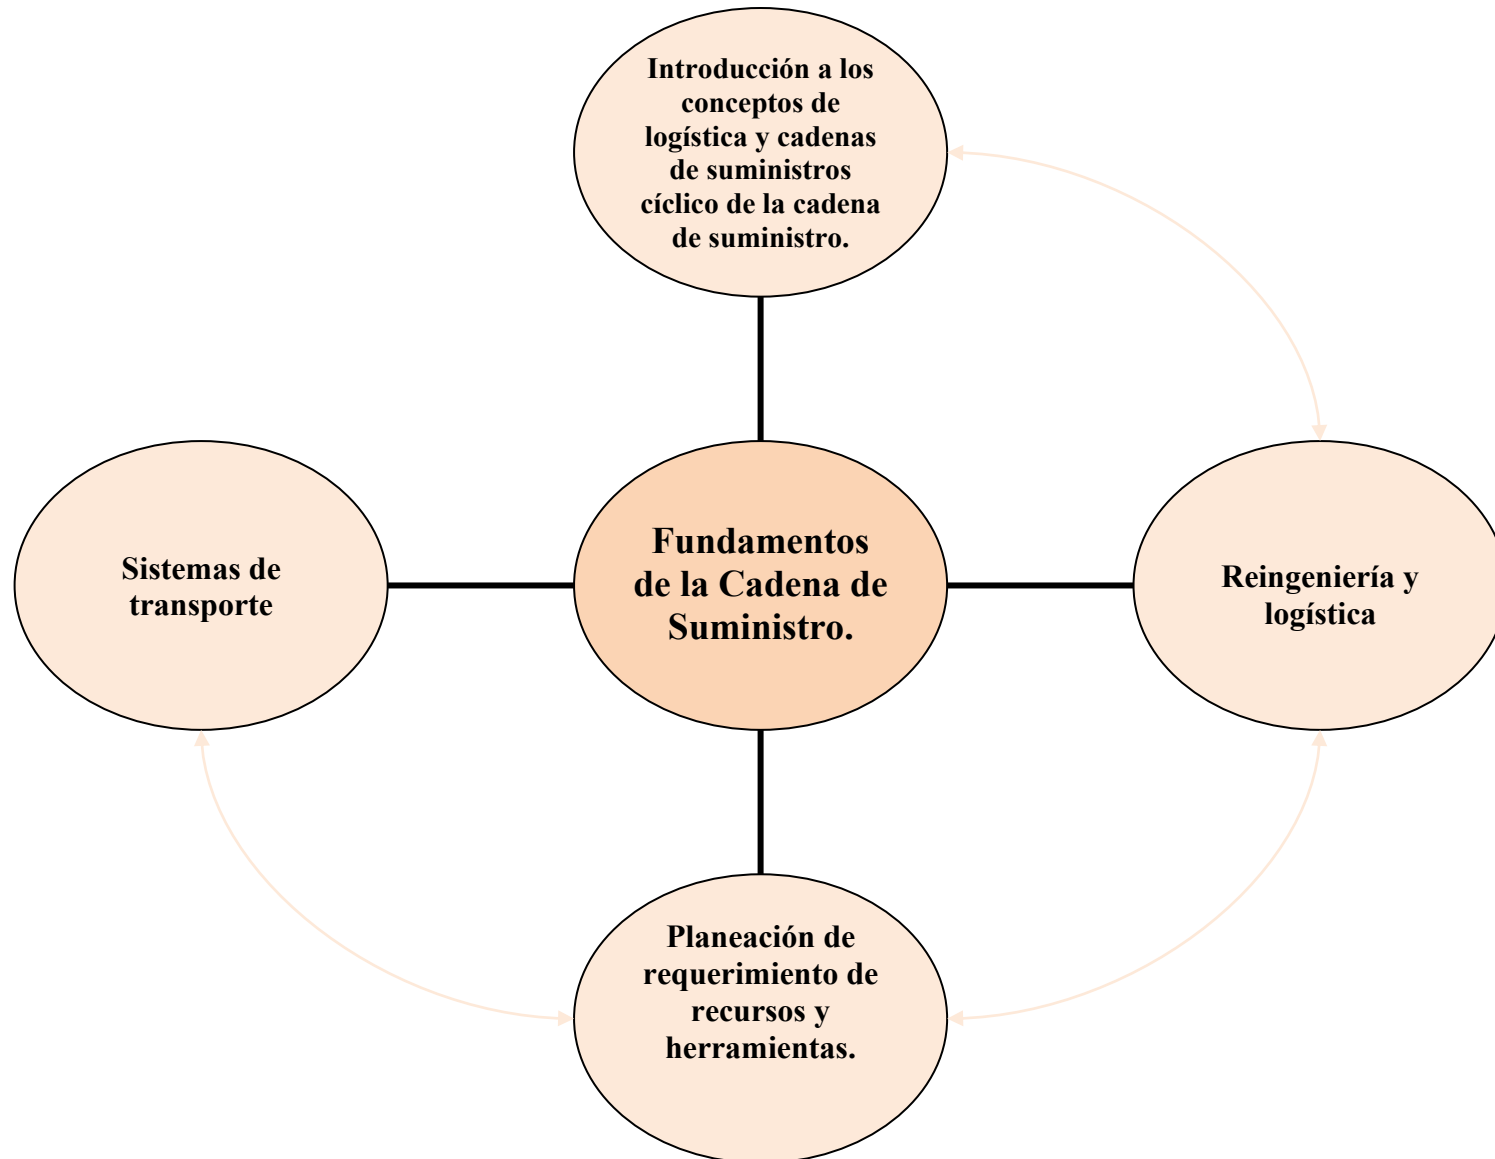 Introducción a los
conceptos de
logística y cadenas
de suministros
cíclico de la cadena
de suministro.
Sistemas de
transporte
Fundamentos
de la Cadena de
Suministro.
Reingeniería y
logística
Planeación de
requerimiento de
recursos y
herramientas.